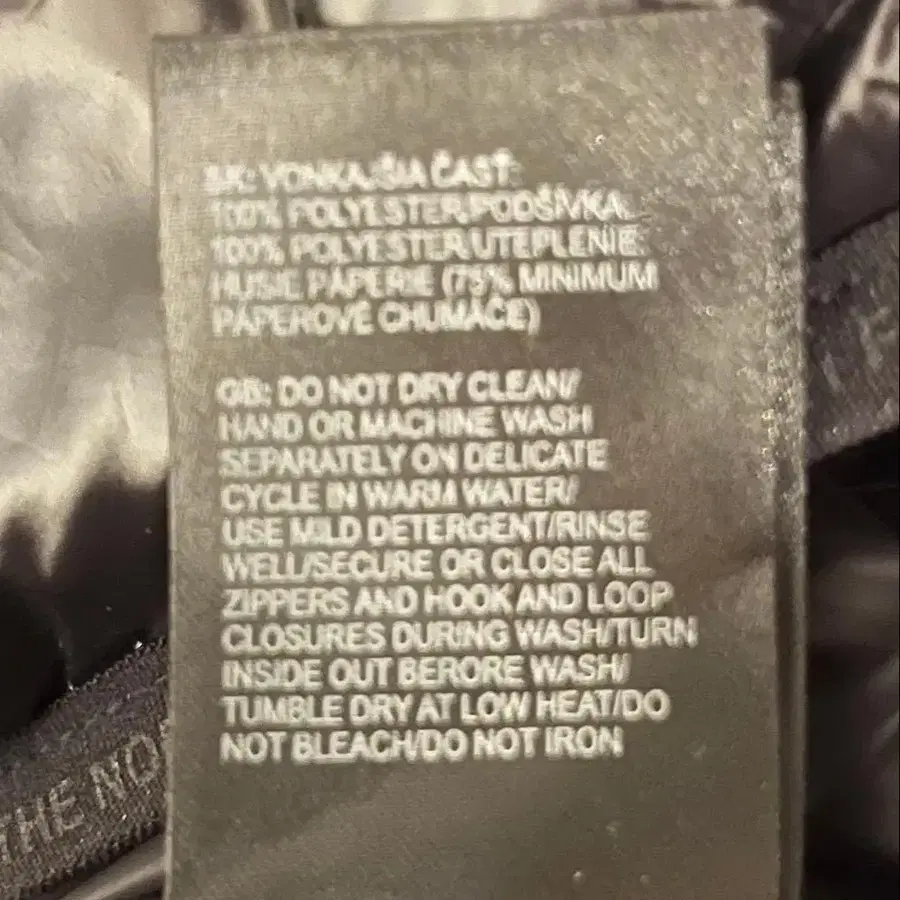 SK: VONKAJŠIA ČASŤ:
100% POLYESTER/PODŠÍVKA:
100% POLYESTER/UTEPLENIE:
HUSIE PÁPERIE (75% MINIMUM
PÁPEROVÉ CHUMÁČE)
GB: DO NOT DRY CLEAN/
HAND OR MACHINE WASH
SEPARATELY ON DELICATE
CYCLE IN WARM WATER/
USE MILD DETERGENT/RINSE
WELL/SECURE OR CLOSE ALL
ZIPPERS AND HOOK AND LOOP
CLOSURES DURING WASH/TURN
INSIDE OUT BERORE WASH/
TUMBLE DRY AT LOW HEAT/DO
NOT BLEACH/DO NOT IRON
THE NO